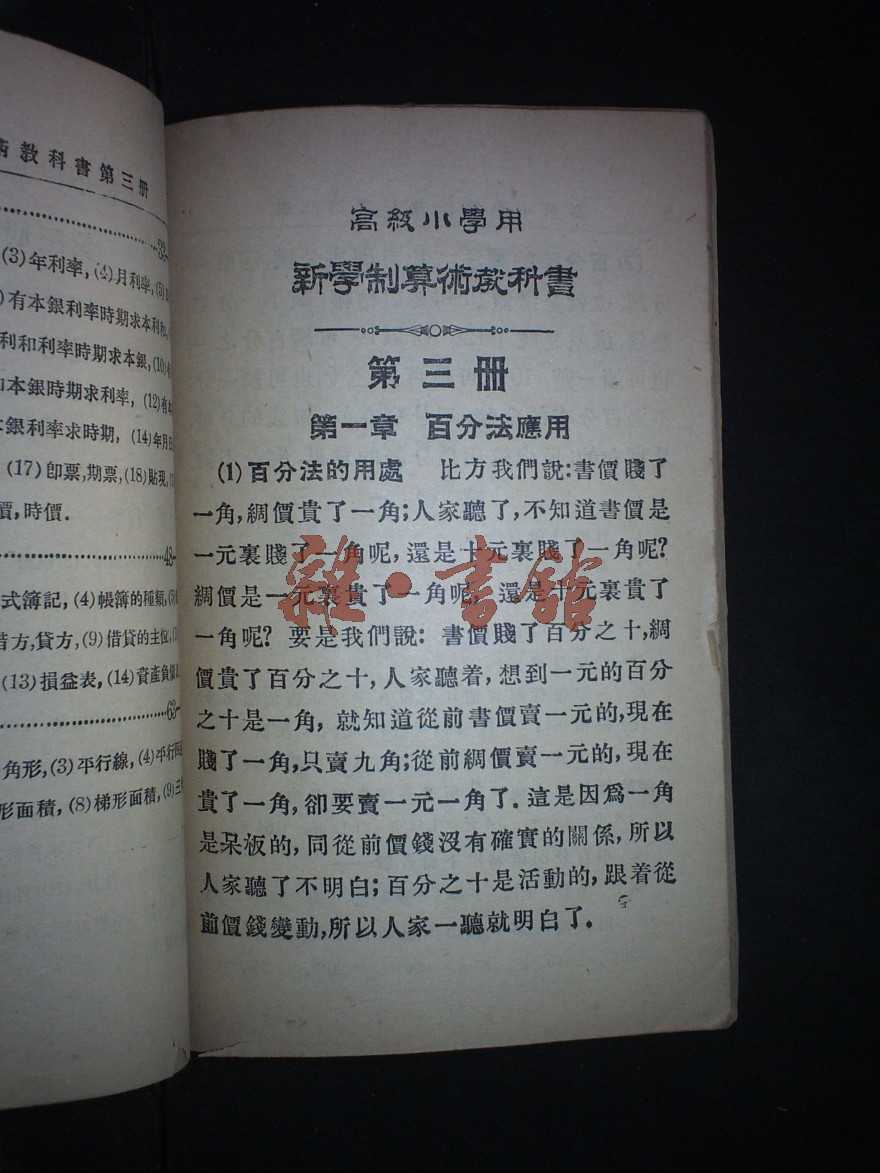 術教科書第三冊
(3)年利率,(4)月利率,(5)
有本銀利率時期求本利和,
利和利率時期求本銀,(10)
本銀時期求利率, (12)有
銀利率求時期, (14)年月日
(17)卽票,期票,(18)貼現,
價,時價.
48
式簿記,(4)帳簿的種類,
借方,貸方,(9)借貸的主位,
(13)損益表,(14)資產負債
63
角形,(3)平行線,(4)平行四
形面積, (8)梯形面積,(9)三
高級小學用
新學制算術敎科書
第三冊
第一章 百分法應用
(1)百分法的用處 比方我們說:書價賤了
一角,綢價貴了一角;人家聽了,不知道書價是
一元裏賤了一角呢,還是十元裏賤了一角呢?
綢價是一元裏貴了一角呢,還是十元裏貴了
一角呢? 要是我們說: 書價賤了百分之十,綢
價貴了百分之十,人家聽着,想到一元的百分
之十是一角, 就知道從前書價賣一元的,現在
賤了一角,只賣九角;從前綢價賣一元的,現在
貴了一角,卻要賣一元一角了.這是因爲一角
是呆板的,同從前價錢沒有確實的關係,所以
人家聽了不明白;百分之十是活動的,跟着從
前價錢變動,所以人家一聽就明白了.
雜·書館